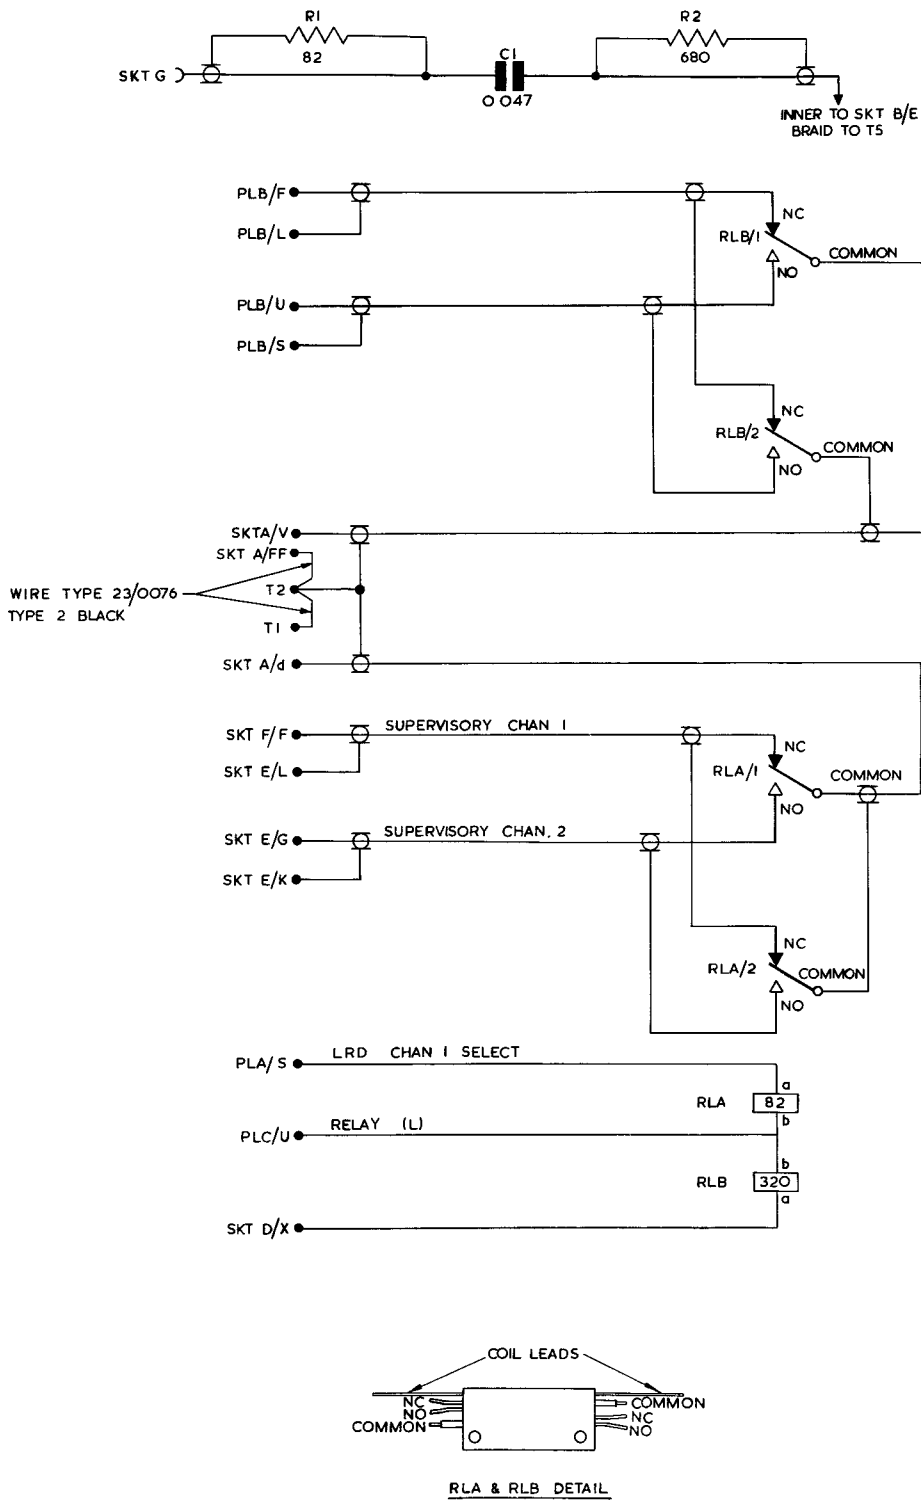 R1
82
R2
680
C1
0.047
SKT G
INNER TO SKT B/E
BRAID TO T5
PLB/F
PLB/L
NC
RLB/1
COMMON
NO
PLB/U
PLB/S
NC
RLB/2
COMMON
NO
SKTA/V
SKT A/FF
WIRE TYPE 23/0076
TYPE 2 BLACK
T2
T1
SKT A/d
SKT F/F
SUPERVISORY CHAN 1
SKT E/L
NC
RLA/1
COMMON
NO
SKT E/G
SUPERVISORY CHAN. 2
SKT E/K
NC
RLA/2
COMMON
NO
PLA/S
LRD CHAN 1 SELECT
a
RLA
82
b
PLC/U
RELAY (L)
b
RLB
320
a
SKT D/X
COIL LEADS
NC
NO
COMMON
COMMON
NC
NO
RLA & RLB DETAIL